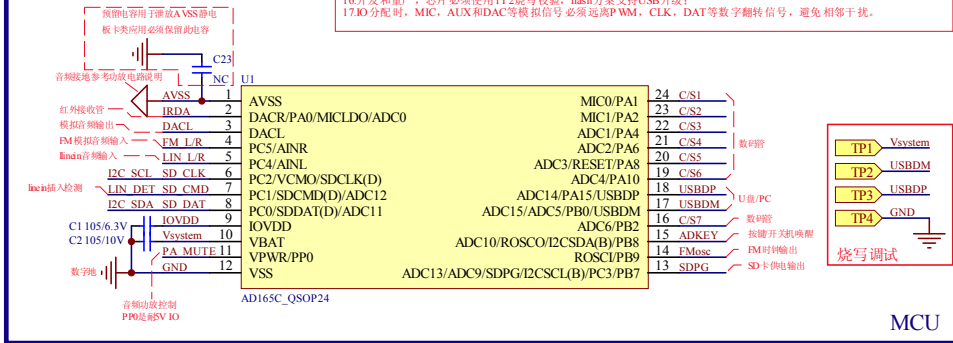 16.开发和量产，芯片必须使用TP2烧写校验，flash方案支持USB升级！
17.IO分配时，MIC，AUX和DAC等模拟信号必须远离PWM，CLK，DAT等数字翻转信号，避免相邻干扰。
预留电容用于泄放AVSS静电
板卡类应用必须保留此电容
C23
NC
音频接地参考功放电路说明
U1
AVSS 1 AVSS
MIC0/PA1 24 C/S1
红外接收管 IRDA 2 DACR/PA0/MICLDO/ADC0
MIC1/PA2 23 C/S2
模拟音频输出 DACL 3 DACL
ADC1/PA4 22 C/S3
FM模拟音频输入 FM_L/R 4 PC5/AINR
ADC2/PA6 21 C/S4
数码管
linein音频输入 LIN_L/R 5 PC4/AINL
ADC3/RESET/PA8 20 C/S5
I2C_SCL SD_CLK 6 PC2/VCMO/SDCLK(D)
ADC4/PA10 19 C/S6
linein插入检测 LIN_DET SD_CMD 7 PC1/SDCMD(D)/ADC12
ADC14/PA15/USBDP 18 USBDP
U盘/PC
I2C_SDA SD_DAT 8 PC0/SDDAT(D)/ADC11
ADC15/ADC5/PB0/USBDM 17 USBDM
C1 105/6.3V IOVDD 9 IOVDD
ADC6/PB2 16 C/S7 数码管
C2 105/10V Vsystem 10 VBAT
ADC10/ROSCO/I2CSDA(B)/PB8 15 ADKEY 按键/开关机唤醒
PA_MUTE 11 VPWR/PP0
ROSCI/PB9 14 FMosc FM时钟输出
数字地 GND 12 VSS
ADC13/ADC9/SDPG/I2CSCL(B)/PC3/PB7 13 SDPG SD卡供电输出
AD165C_QSOP24
音频功放控制
PP0是耐5V IO
TP1 Vsystem
TP2 USBDM
TP3 USBDP
TP4 GND
烧写调试
MCU